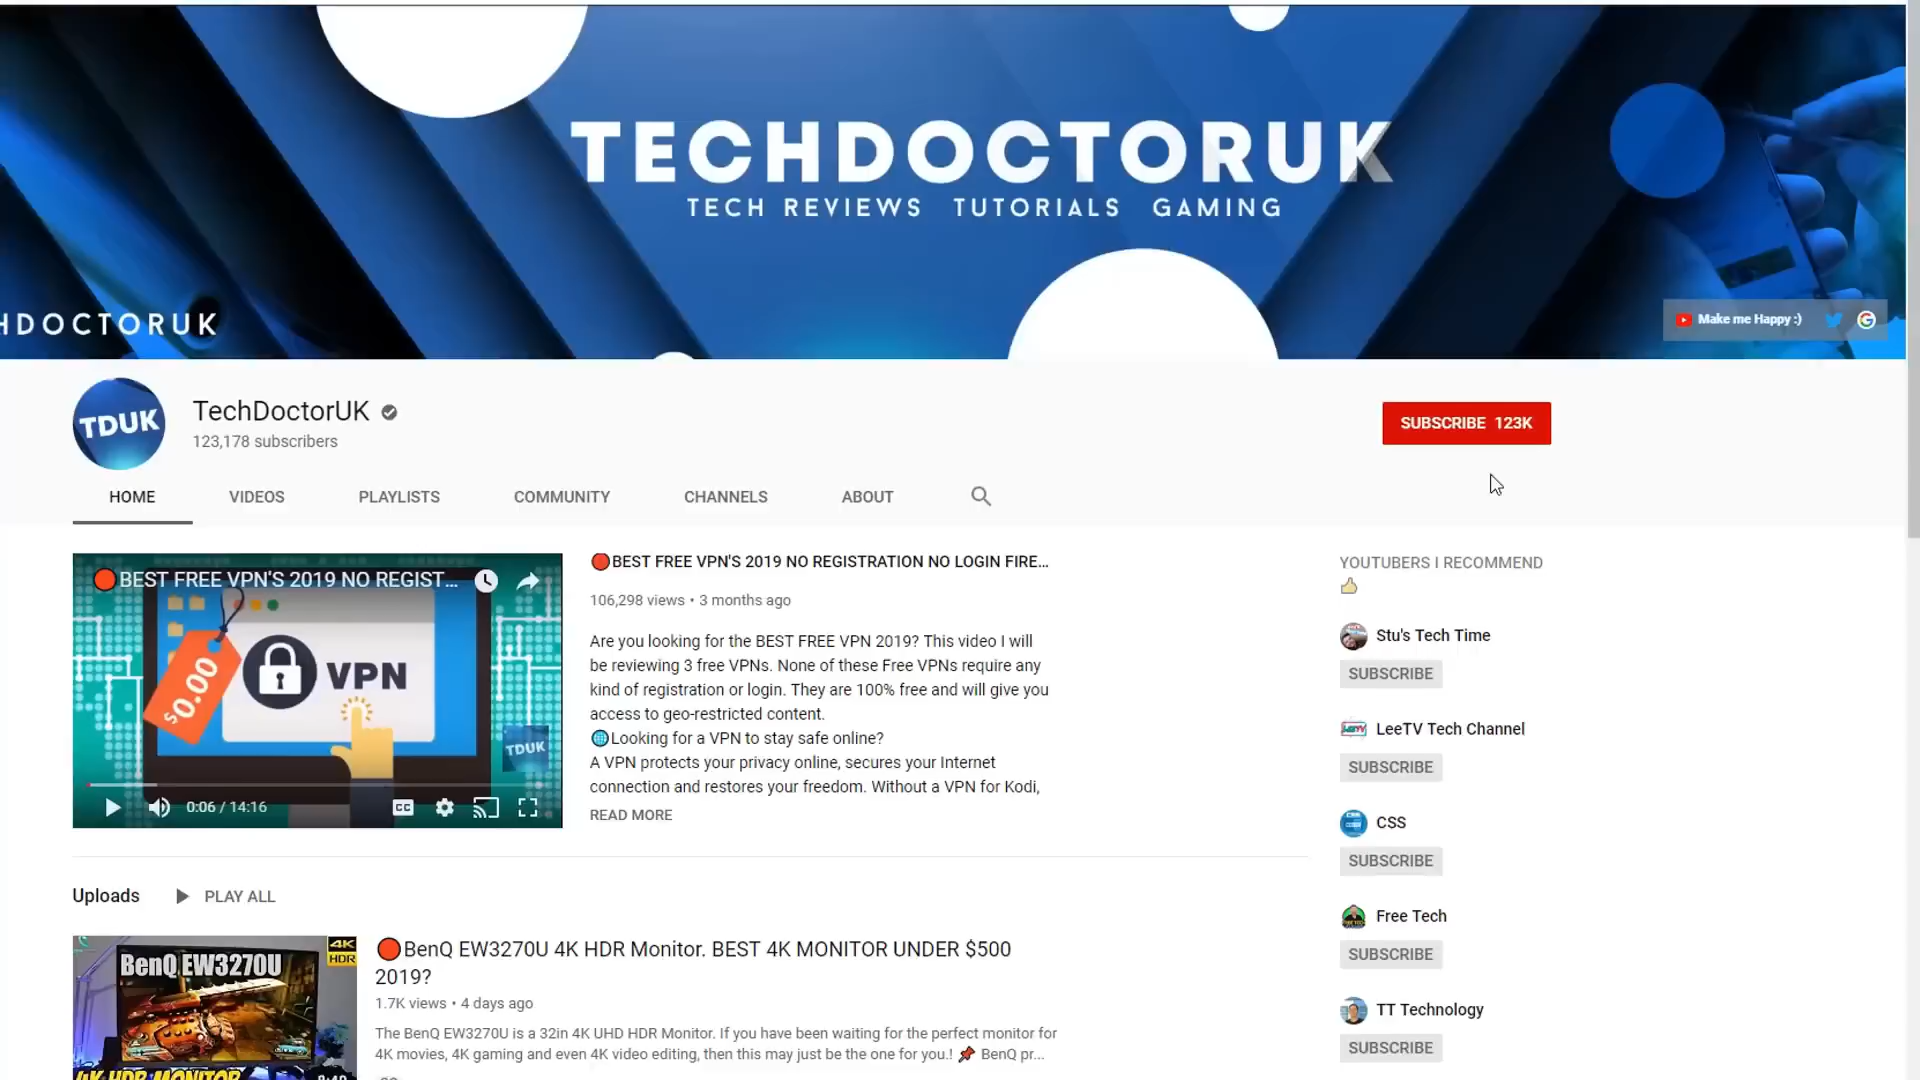 TECHDOCTORUK
TECH REVIEWS TUTORIALS GAMING
HDOCTORUK
Make me Happy :)
TDUK
TechDoctorUK
123,178 subscribers
SUBSCRIBE 123K
HOME VIDEOS PLAYLISTS COMMUNITY CHANNELS ABOUT
BEST FREE VPN'S 2019 NO REGIST...
$0.00
VPN
TDUK
0:06 / 14:16
CC
BEST FREE VPN'S 2019 NO REGISTRATION NO LOGIN FIRE...
106,298 views • 3 months ago
Are you looking for the BEST FREE VPN 2019? This video I will
be reviewing 3 free VPNs. None of these Free VPNs require any
kind of registration or login. They are 100% free and will give you
access to geo-restricted content.
Looking for a VPN to stay safe online?
A VPN protects your privacy online, secures your Internet
connection and restores your freedom. Without a VPN for Kodi,
READ MORE
YOUTUBERS I RECOMMEND
Stu's Tech Time
SUBSCRIBE
LeeTV Tech Channel
SUBSCRIBE
CSS
SUBSCRIBE
Free Tech
SUBSCRIBE
TT Technology
SUBSCRIBE
Uploads PLAY ALL
BenQ EW3270U
4K
HDR
4K HDR MONITOR
BenQ EW3270U 4K HDR Monitor. BEST 4K MONITOR UNDER $500
2019?
1.7K views • 4 days ago
The BenQ EW3270U is a 32in 4K UHD HDR Monitor. If you have been waiting for the perfect monitor for
4K movies, 4K gaming and even 4K video editing, then this may just be the one for you.! BenQ pr...